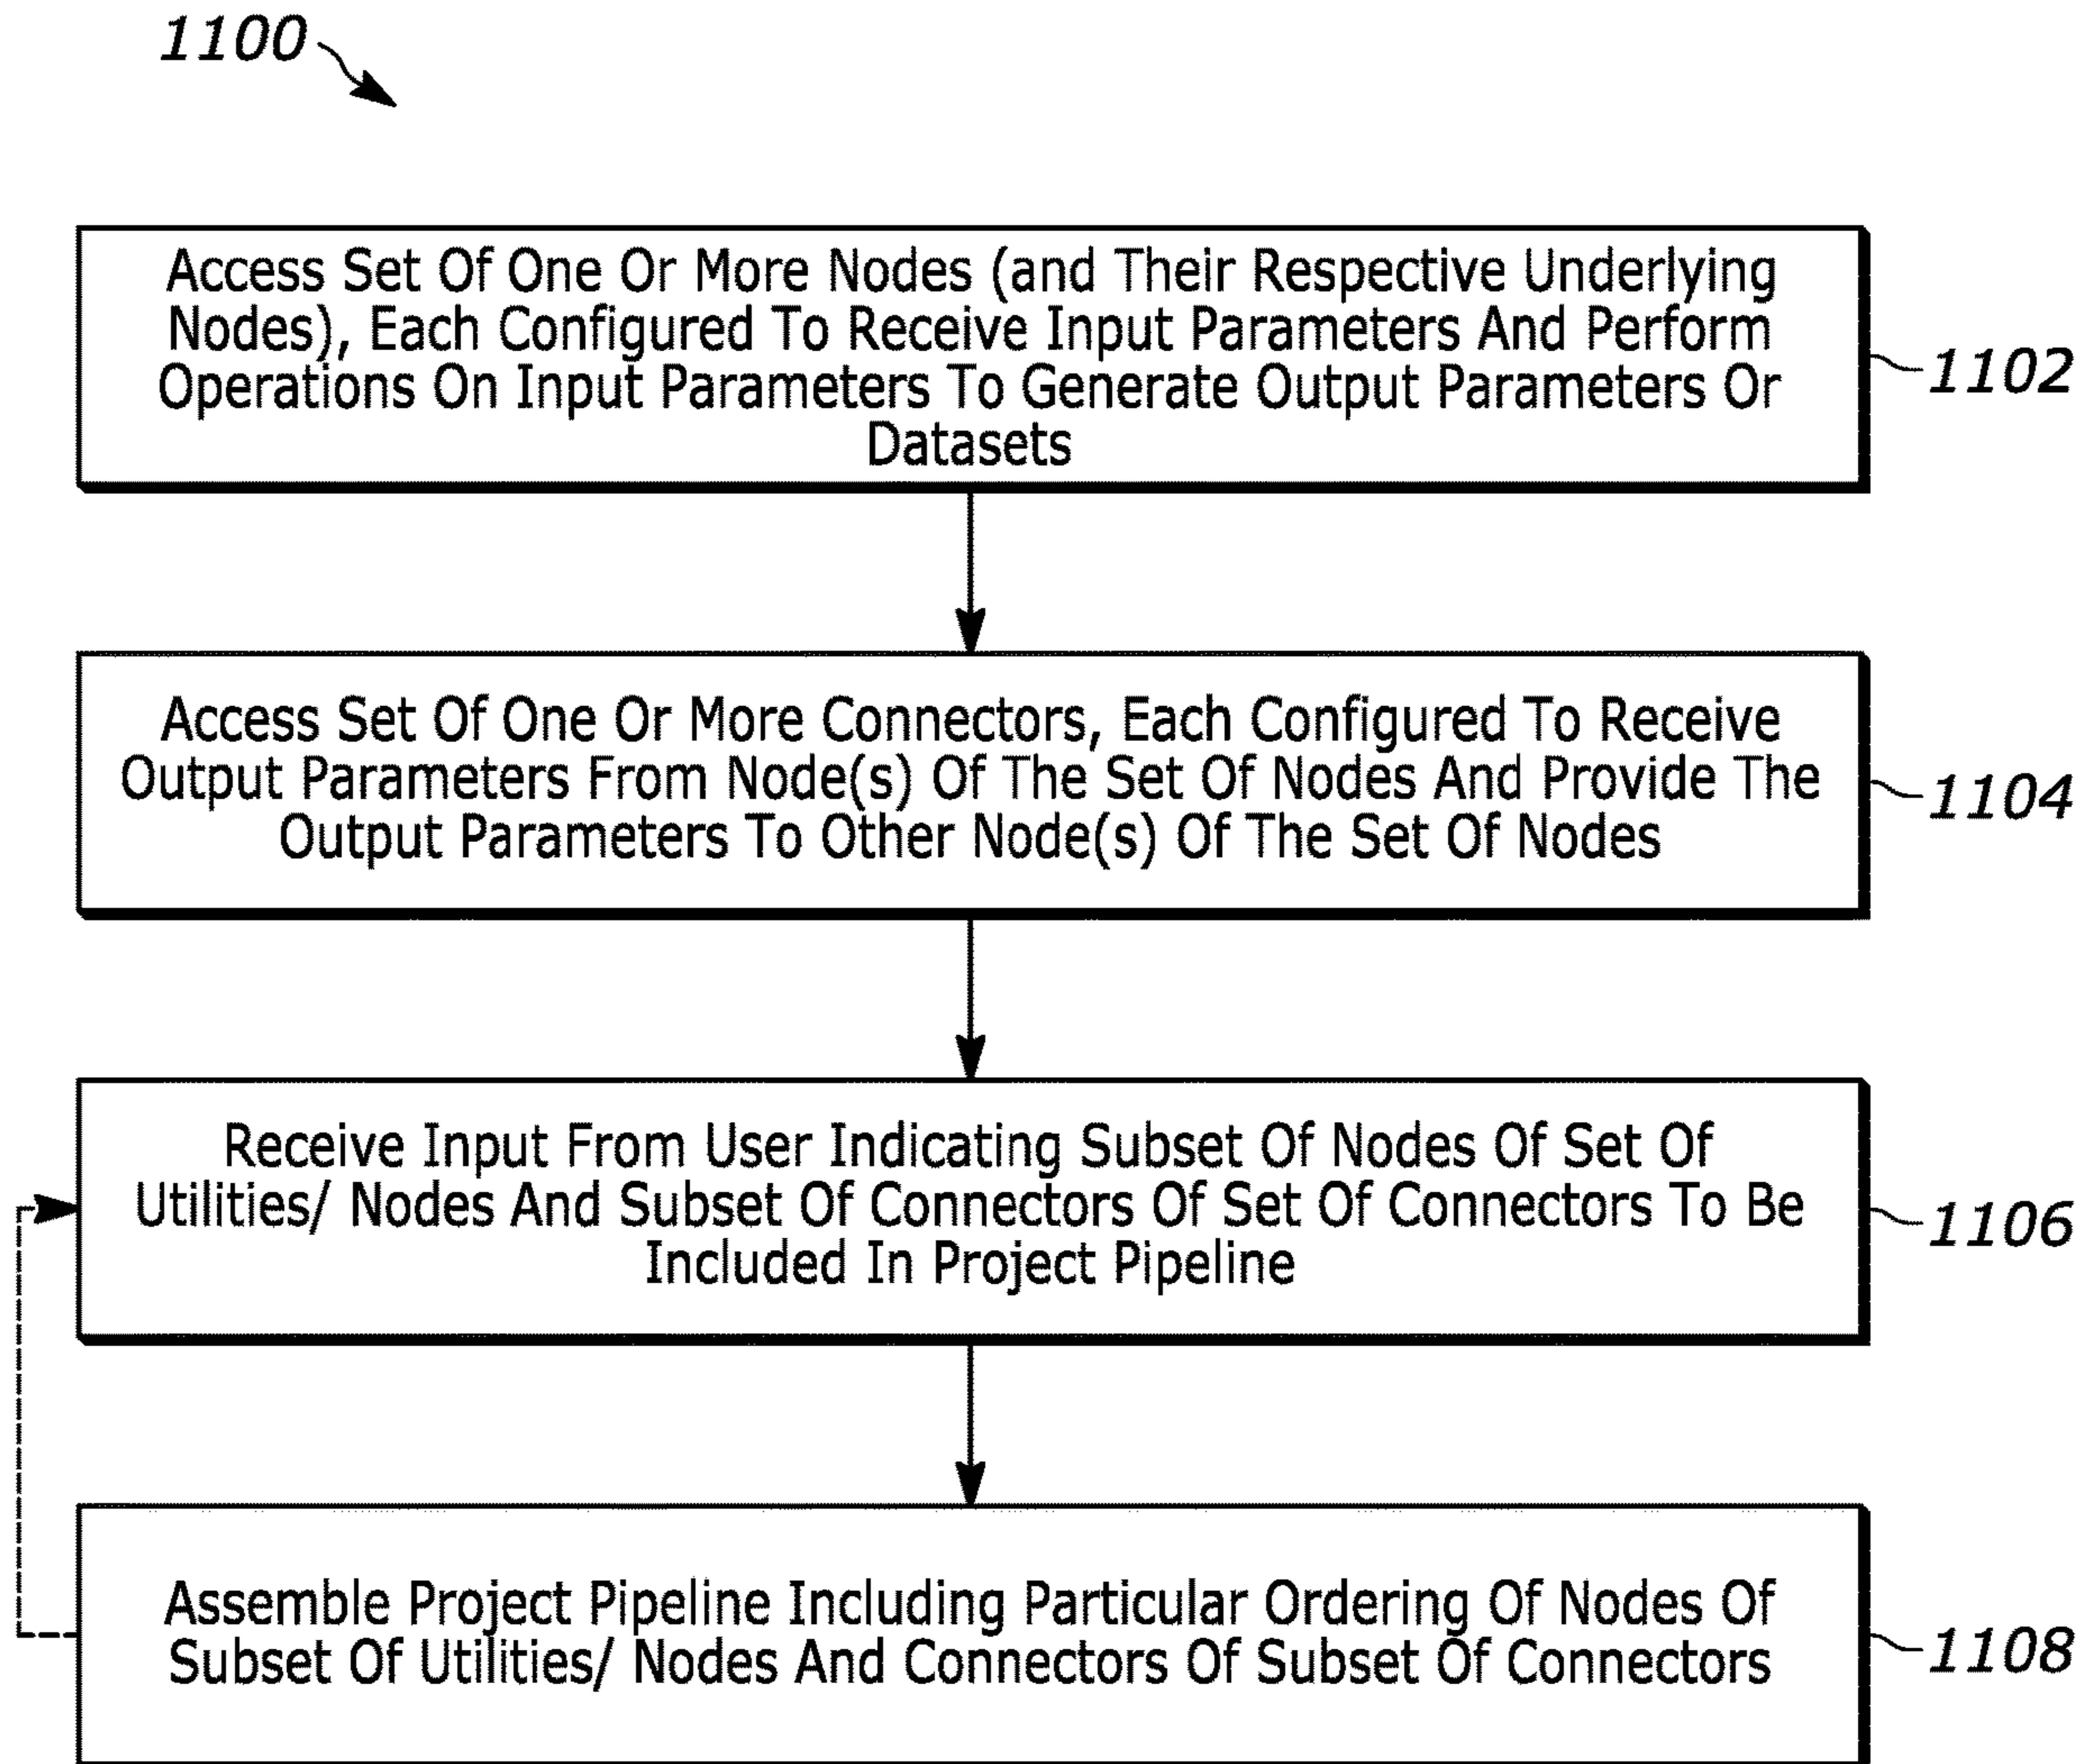 1100
Access Set Of One Or More Nodes (and Their Respective Underlying
Nodes), Each Configured To Receive Input Parameters And Perform
Operations On Input Parameters To Generate Output Parameters Or
Datasets
1102
Access Set Of One Or More Connectors, Each Configured To Receive
Output Parameters From Node(s) Of The Set Of Nodes And Provide The
Output Parameters To Other Node(s) Of The Set Of Nodes
1104
Receive Input From User Indicating Subset Of Nodes Of Set Of
Utilities/ Nodes And Subset Of Connectors Of Set Of Connectors To Be
Included In Project Pipeline
1106
Assemble Project Pipeline Including Particular Ordering Of Nodes Of
Subset Of Utilities/ Nodes And Connectors Of Subset Of Connectors
1108